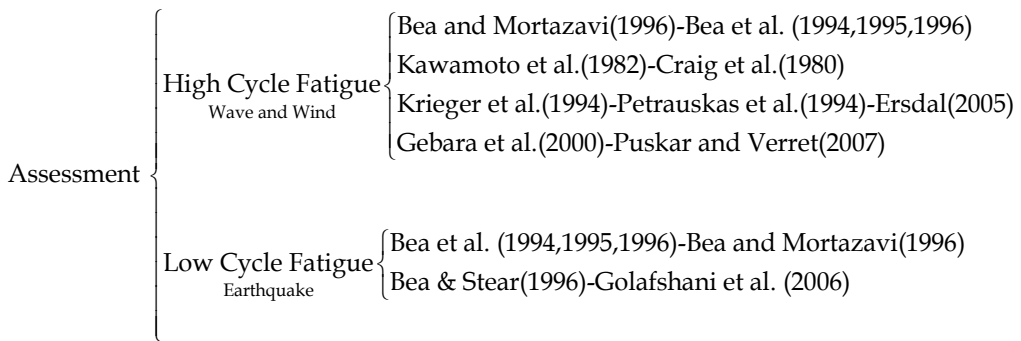 Assessment
High Cycle Fatigue
Wave and Wind
Bea and Mortazavi(1996)-Bea et al. (1994,1995,1996)
Kawamoto et al.(1982)-Craig et al.(1980)
Krieger et al.(1994)-Petrauskas et al.(1994)-Ersdal(2005)
Gebara et al.(2000)-Puskar and Verret(2007)
Low Cycle Fatigue
Earthquake
Bea et al. (1994,1995,1996)-Bea and Mortazavi(1996)
Bea & Stear(1996)-Golafshani et al. (2006)